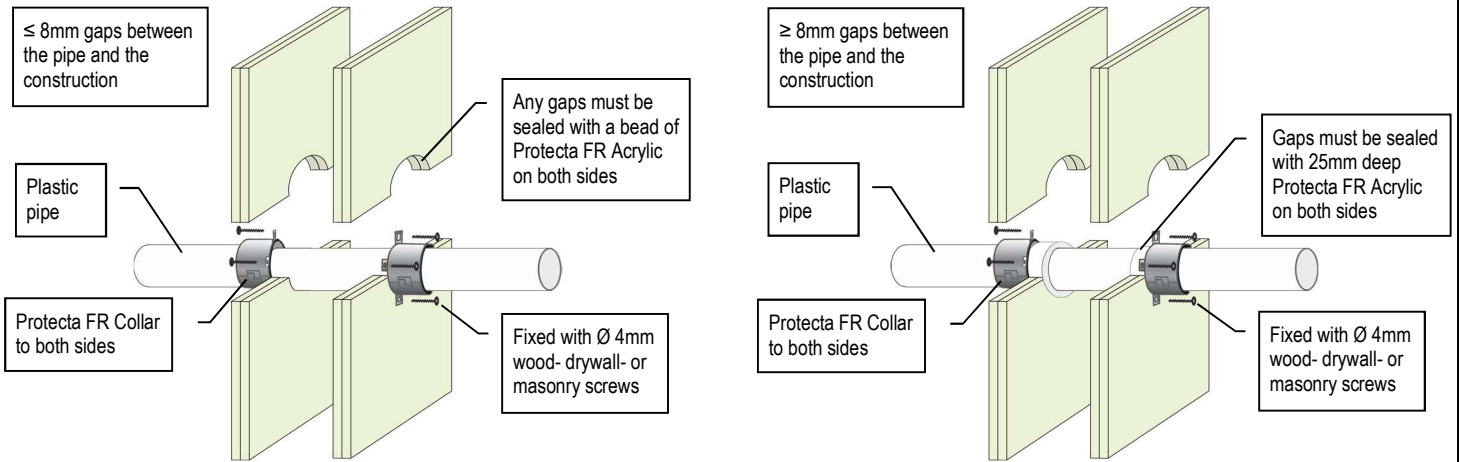 ≤ 8mm gaps between
the pipe and the
construction
Any gaps must be
sealed with a bead of
Protecta FR Acrylic
on both sides
Plastic
pipe
Protecta FR Collar
to both sides
Fixed with Ø 4mm
wood- drywall- or
masonry screws
≥ 8mm gaps between
the pipe and the
construction
Gaps must be sealed
with 25mm deep
Protecta FR Acrylic
on both sides
Plastic
pipe
Protecta FR Collar
to both sides
Fixed with Ø 4mm
wood- drywall- or
masonry screws